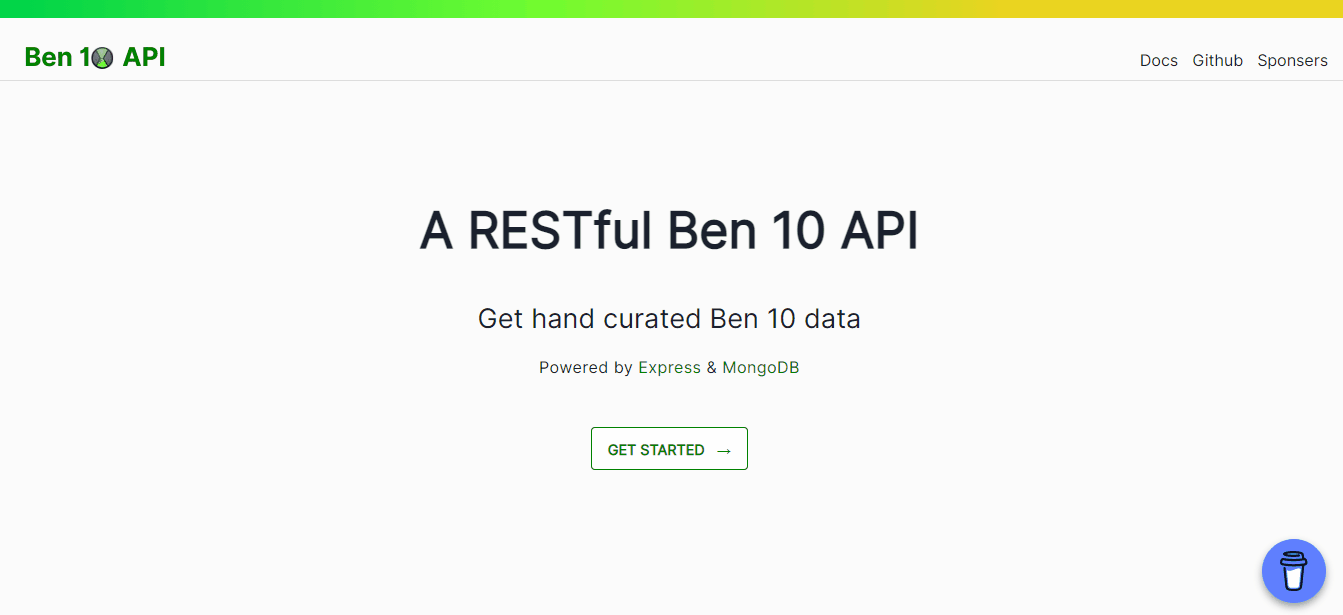 Ben 10 API
Docs Github Sponsers
A RESTful Ben 10 API
Get hand curated Ben 10 data
Powered by Express & MongoDB
GET STARTED →